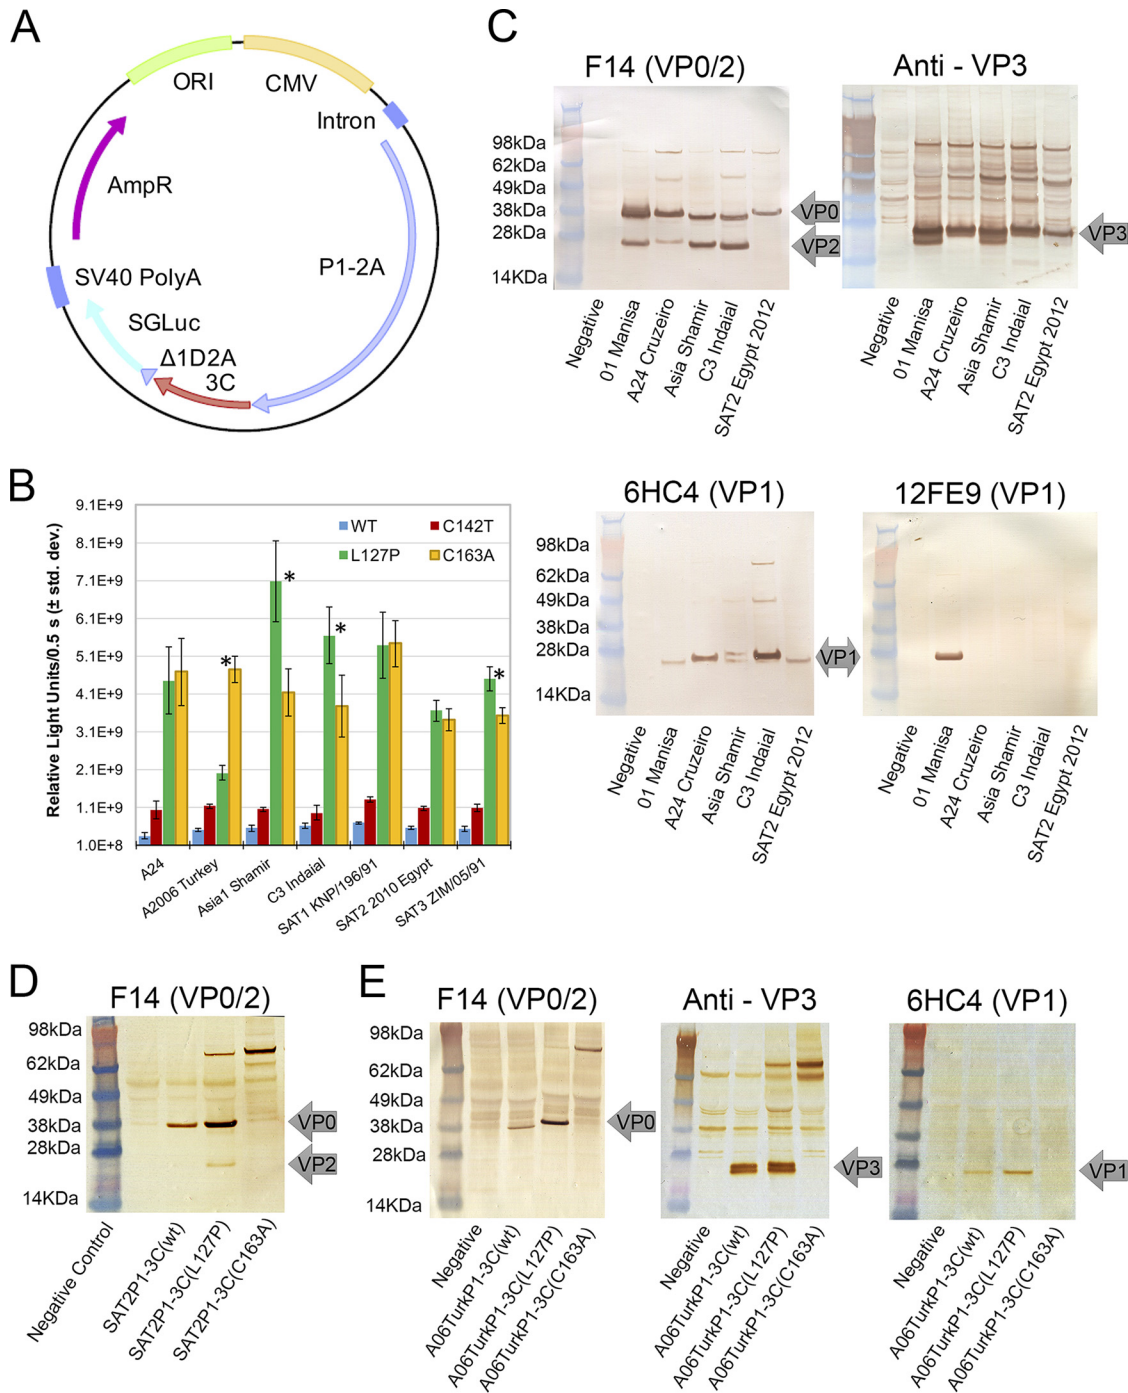 A
ORI
CMV
Intron
AmpR
P1-2A
SV40 PolyA
SGLuc
Δ1D2A
3C
B
Relative Light Units/0.5 s (± std. dev.)
9.1E+9
8.1E+9
7.1E+9
6.1E+9
5.1E+9
4.1E+9
3.1E+9
2.1E+9
1.1E+9
1.0E+8
WT
C142T
L127P
C163A
*
*
*
*
A24
A2006 Turkey
Asia1 Shamir
C3 Indaial
SAT1 KNP/196/91
SAT2 2010 Egypt
SAT3 ZIM/05/91
C
F14 (VP0/2)
98kDa
62kDa
49kDa
38kDa
28kDa
14KDa
VP0
VP2
Negative
01 Manisa
A24 Cruzeiro
Asia Shamir
C3 Indaial
SAT2 Egypt 2012
Anti - VP3
VP3
Negative
01 Manisa
A24 Cruzeiro
Asia Shamir
C3 Indaial
SAT2 Egypt 2012
6HC4 (VP1)
98kDa
62kDa
49kDa
38kDa
28kDa
14KDa
VP1
Negative
01 Manisa
A24 Cruzeiro
Asia Shamir
C3 Indaial
SAT2 Egypt 2012
12FE9 (VP1)
Negative
01 Manisa
A24 Cruzeiro
Asia Shamir
C3 Indaial
SAT2 Egypt 2012
D
F14 (VP0/2)
98kDa
62kDa
49kDa
38kDa
28kDa
14KDa
VP0
VP2
Negative Control
SAT2P1-3C(wt)
SAT2P1-3C(L127P)
SAT2P1-3C(C163A)
E
F14 (VP0/2)
98kDa
62kDa
49kDa
38kDa
28kDa
14kDa
VP0
Negative
A06TurkP1-3C(wt)
A06TurkP1-3C(L127P)
A06TurkP1-3C(C163A)
Anti - VP3
VP3
Negative
A06TurkP1-3C(wt)
A06TurkP1-3C(L127P)
A06TurkP1-3C(C163A)
6HC4 (VP1)
VP1
Negative
A06TurkP1-3C(wt)
A06TurkP1-3C(L127P)
A06TurkP1-3C(C163A)